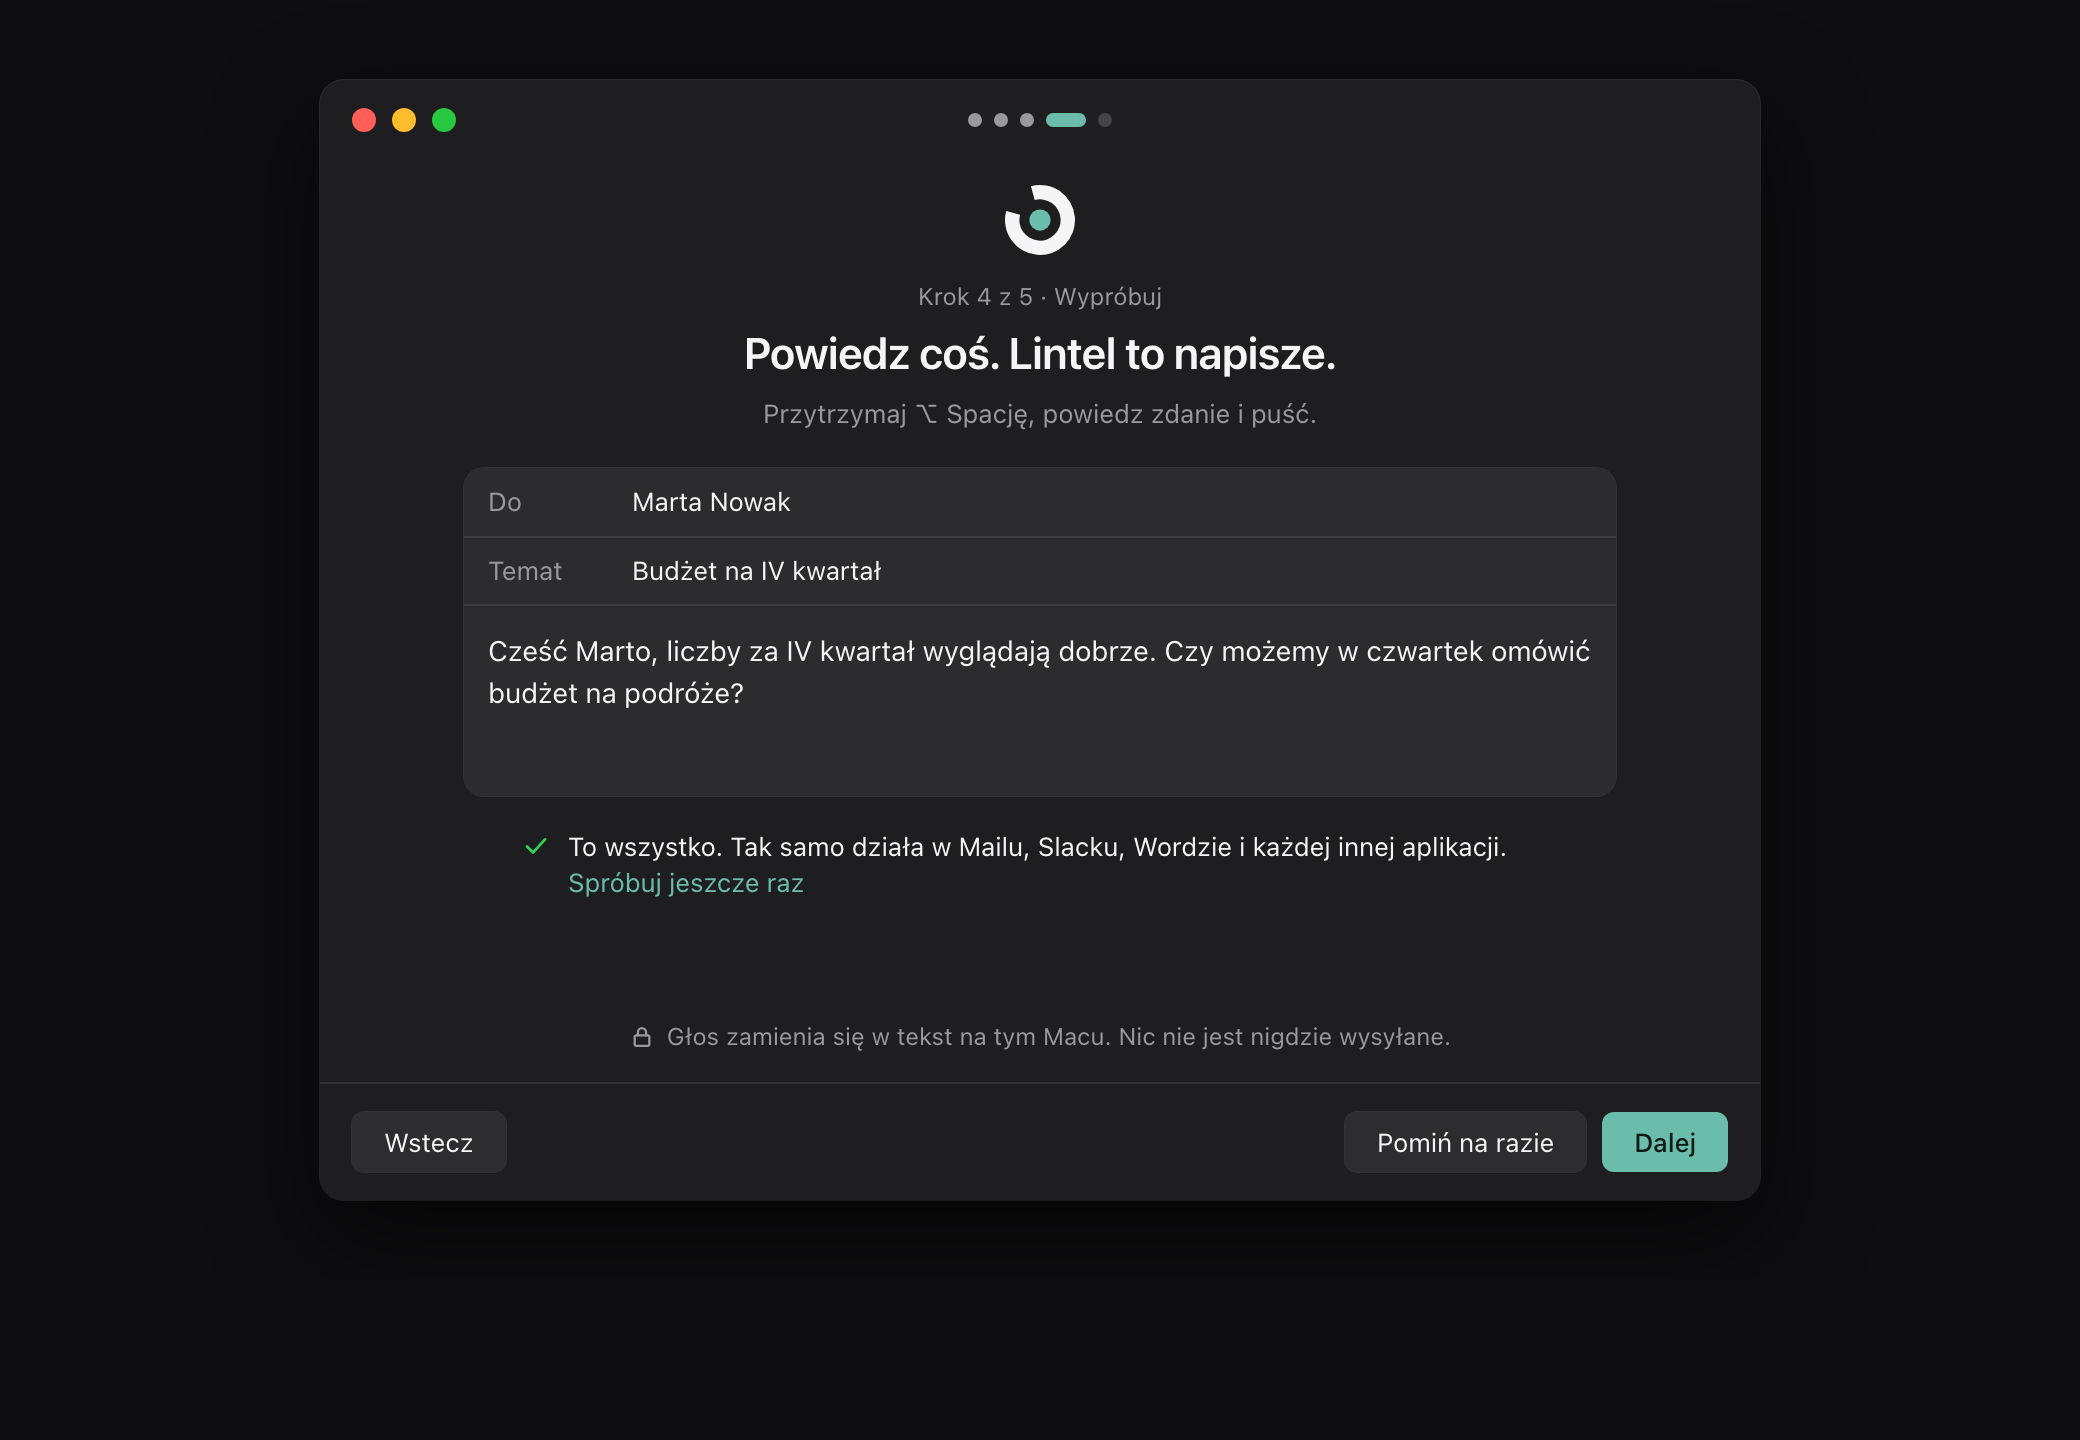 Krok 4 z 5 · Wypróbuj
Powiedz coś. Lintel to napisze.
Przytrzymaj ⌥ Spację, powiedz zdanie i puść.
Do Marta Nowak
Temat Budżet na IV kwartał
Cześć Marto, liczby za IV kwartał wyglądają dobrze. Czy możemy w czwartek omówić
budżet na podróże?
To wszystko. Tak samo działa w Mailu, Slacku, Wordzie i każdej innej aplikacji.
Spróbuj jeszcze raz
Głos zamienia się w tekst na tym Macu. Nic nie jest nigdzie wysyłane.
Wstecz
Pomiń na razie
Dalej